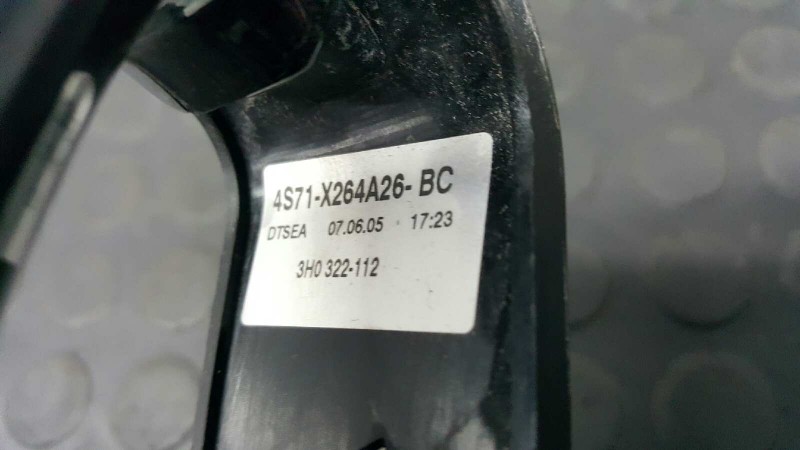 4S71-X264A26- BC
DTSEA 07.06.05 17:23
3H0 322-112